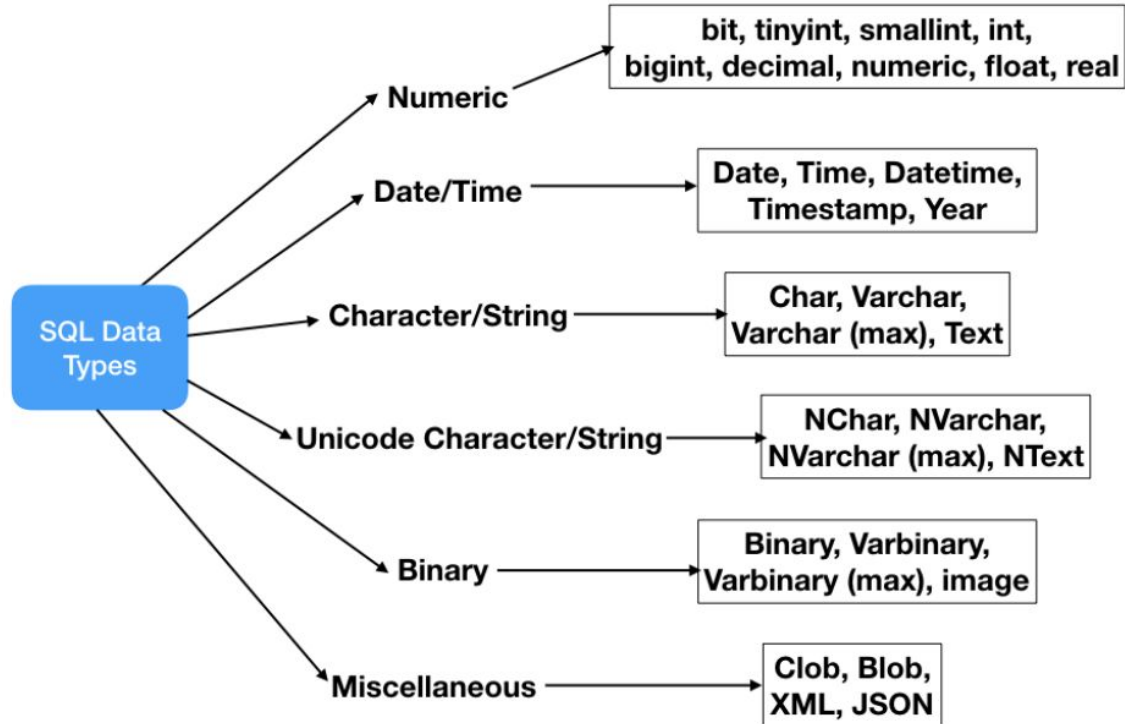 bit, tinyint, smallint, int,
bigint, decimal, numeric, float, real
Numeric
Date/Time
Date, Time, Datetime,
Timestamp, Year
Character/String
Char, Varchar,
Varchar (max), Text
SQL Data
Types
Unicode Character/String
NChar, NVarchar,
NVarchar (max), NText
Binary
Binary, Varbinary,
Varbinary (max), image
Miscellaneous
Clob, Blob,
XML, JSON